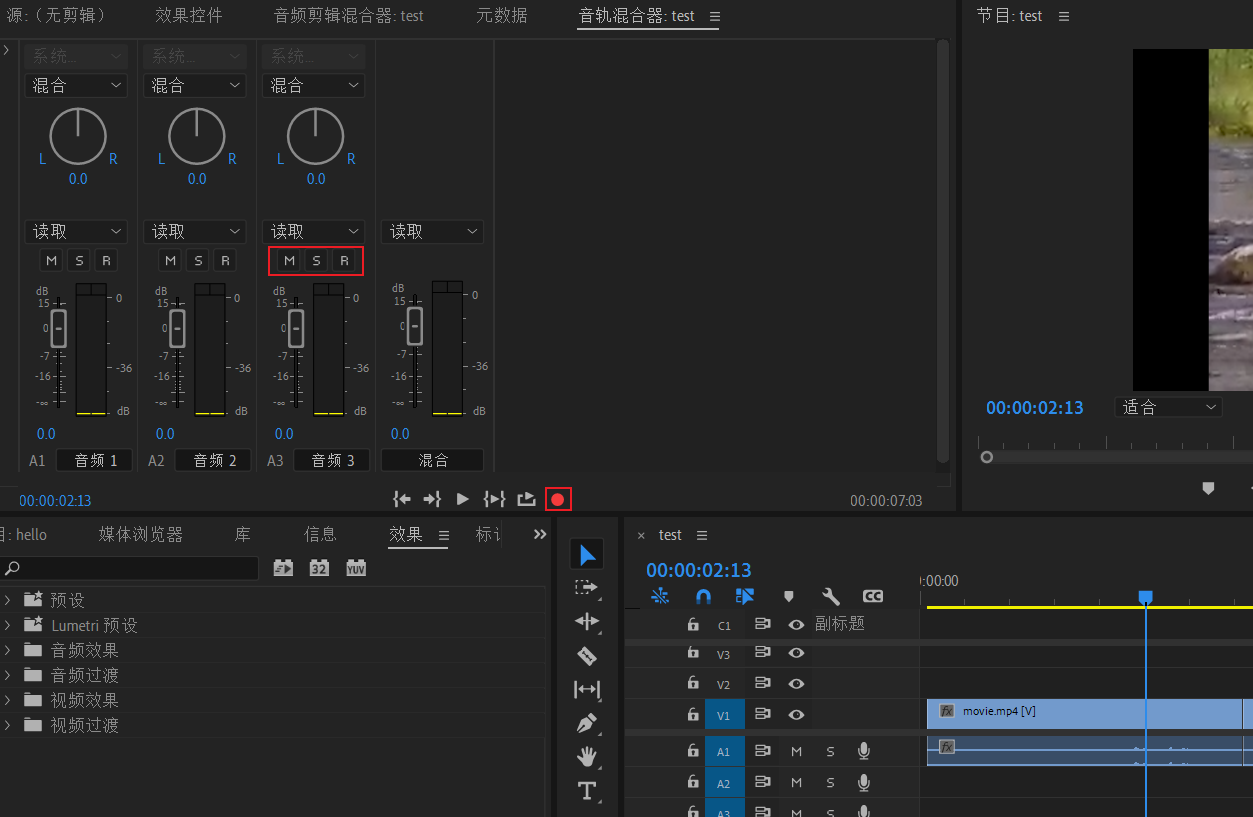 源:（无剪辑） 效果控件 音频剪辑混合器: test 元数据 音轨混合器: test 节目: test
系统... 系统... 系统...
混合 混合 混合
L R L R L R
0.0 0.0 0.0
读取 读取 读取 读取
M S R M S R M S R
dB dB dB dB
15 0 15 0 15 0 15 0
0 0 0 0
-7 -7 -7 -7
-36 -36 -36 -36
-16 -16 -16 -16
-∞ dB -∞ dB -∞ dB -∞ dB
0.0 0.0 0.0 0.0
A1 音频 1 A2 音频 2 A3 音频 3 混合
00:00:02:13 适合
00:00:02:13 00:00:07:03
: hello 媒体浏览器 库 信息 效果 标记
32 YUV
预设
Lumetri 预设
音频效果
音频过渡
视频效果
视频过渡
T
× test
00:00:02:13
:00:00
CC
C1 副标题
V3
V2
V1 fx movie.mp4 [V]
A1 M S fx
A2 M S
A3 M S